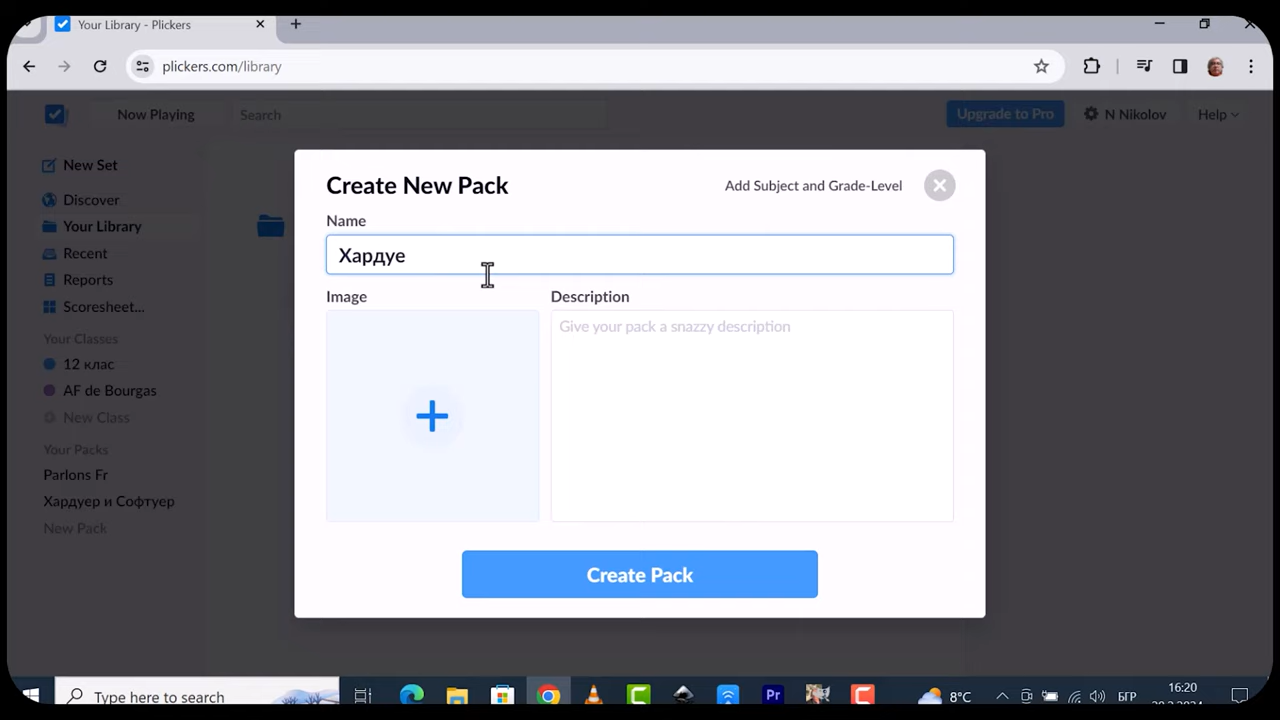 Your Library - Plickers
plickers.com/library
Now Playing
Search
Upgrade to Pro
N Nikolov
Help
New Set
Discover
Your Library
Recent
Reports
Scoresheet...
Your Classes
12 клас
AF de Bourgas
New Class
Your Packs
Parlons Fr
Хардуер и Софтуер
New Pack
Create New Pack
Add Subject and Grade-Level
Name
Хардуе
Image
Description
Give your pack a snazzy description
Create Pack
Type here to search
Pr
8°C
БГР
16:20